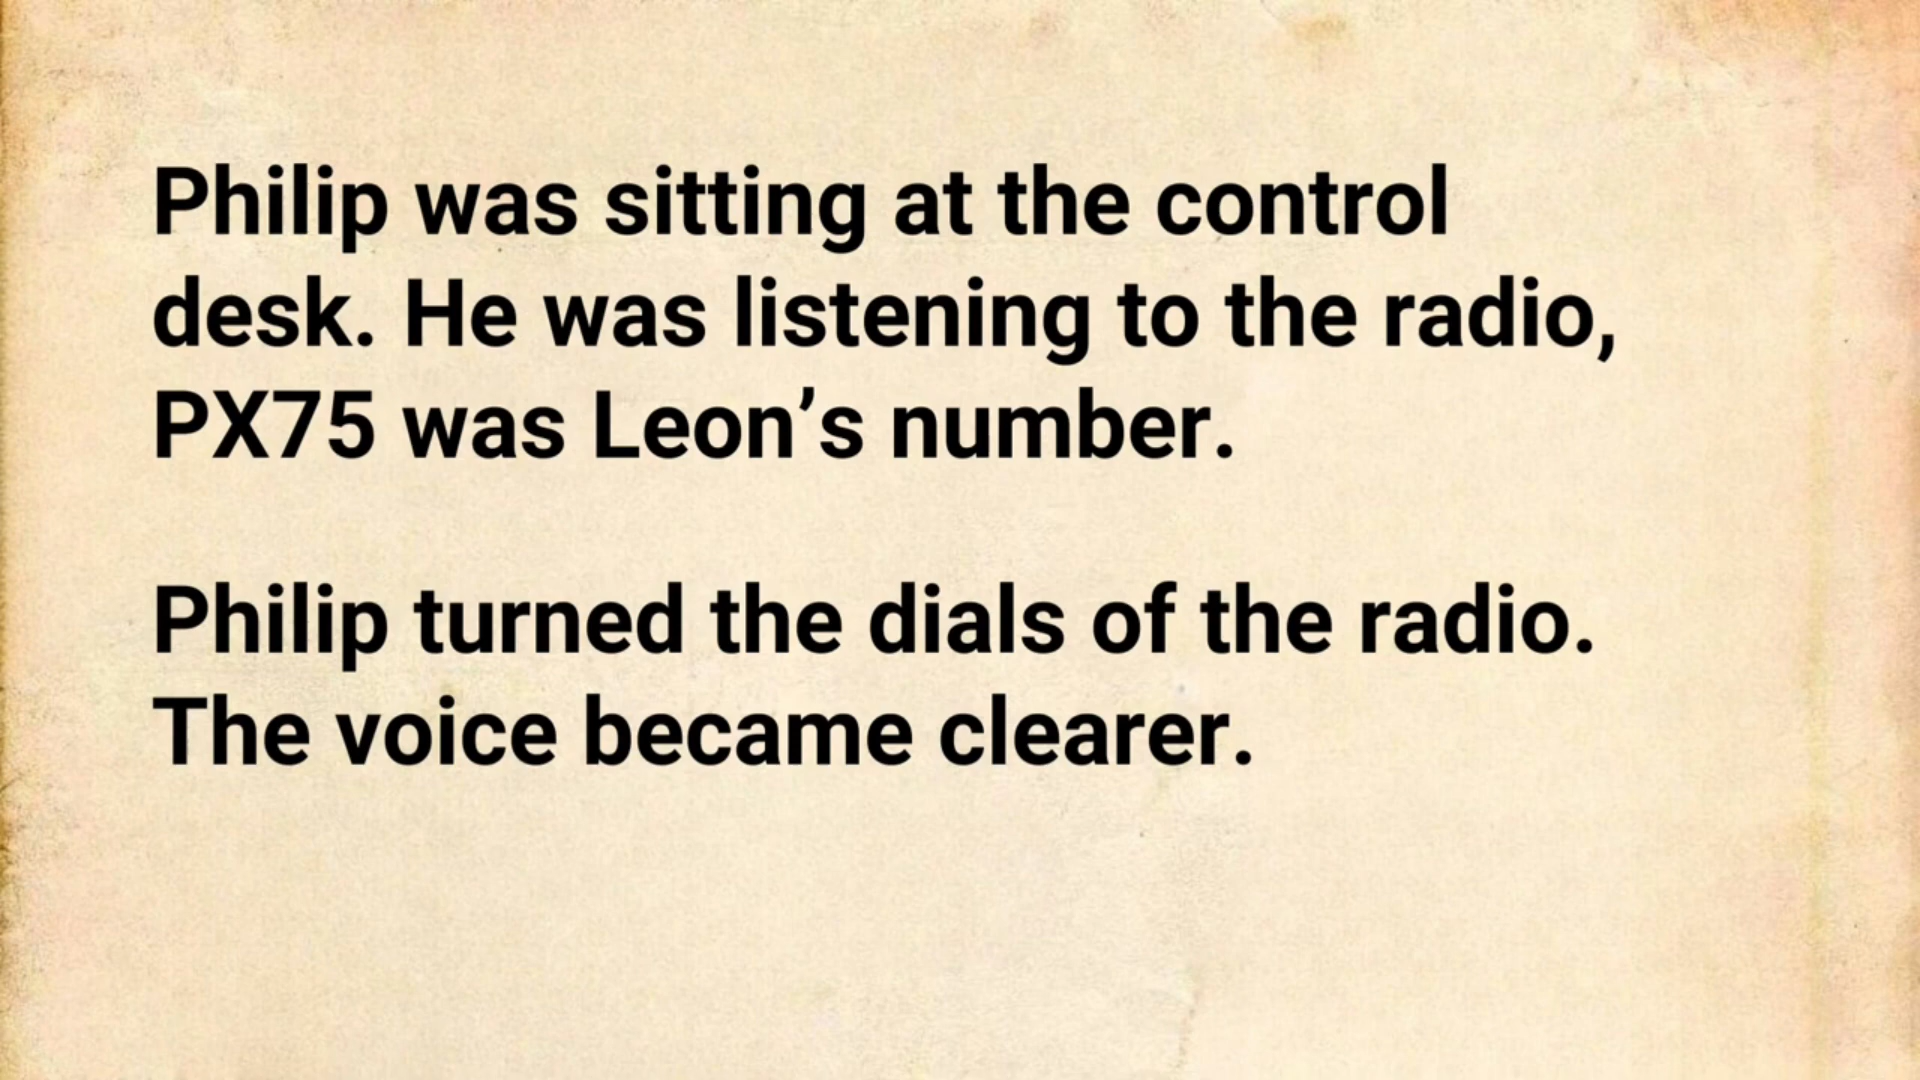 Philip was sitting at the control
desk. He was listening to the radio,
PX75 was Leon’s number.
Philip turned the dials of the radio.
The voice became clearer.